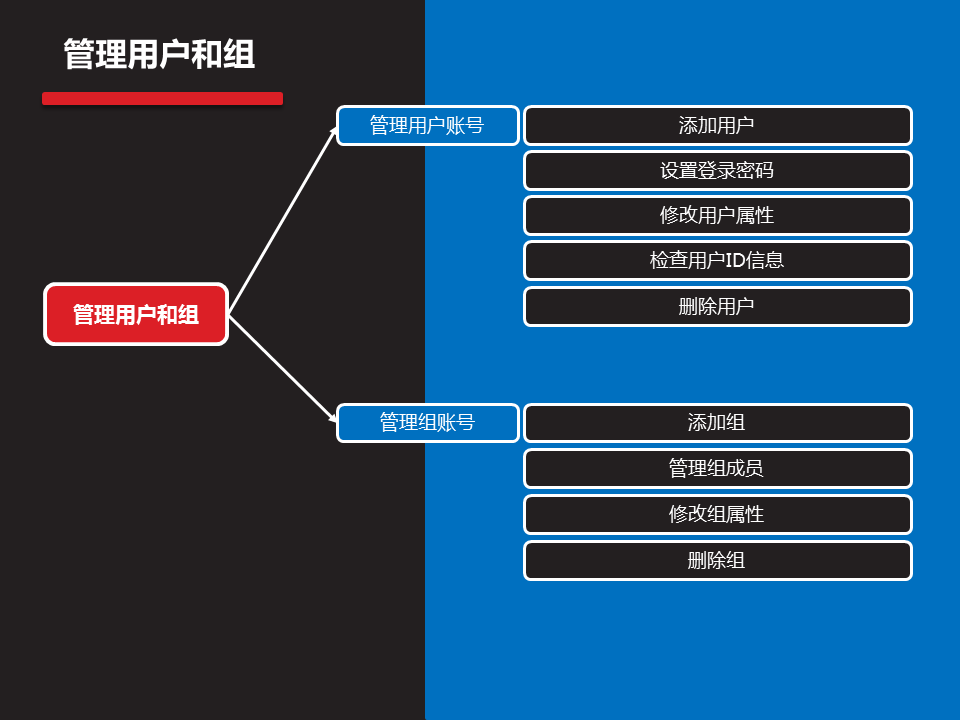 管理用户和组
管理用户账号
添加用户
设置登录密码
修改用户属性
检查用户ID信息
删除用户
管理用户和组
管理组账号
添加组
管理组成员
修改组属性
删除组